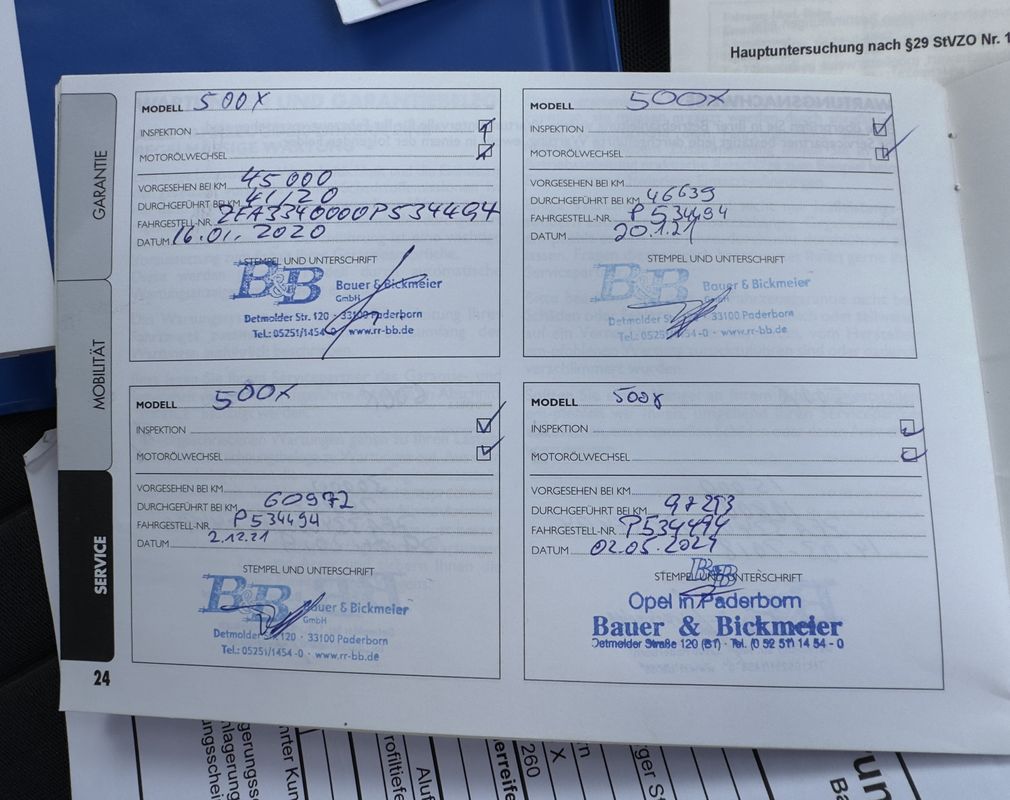 Hauptuntersuchung nach §29 StVZO Nr. 1
GARANTIE
MOBILITÄT
SERVICE
24
MODELL 500X
INSPEKTION
MOTORÖLWECHSEL
VORGESEHEN BEI KM 45 000
DURCHGEFÜHRT BEI KM 41120
FAHRGESTELL-NR. ZFA3340000P534494
DATUM 16.01.2020
STEMPEL UND UNTERSCHRIFT
B&B Bauer & Bickmeier
GmbH
Detmolder Str. 120 · 33100 Paderborn
Tel.: 05251/1454-0 · www.rr-bb.de
MODELL 500X
INSPEKTION
MOTORÖLWECHSEL
VORGESEHEN BEI KM
DURCHGEFÜHRT BEI KM 46639
FAHRGESTELL-NR. P534494
DATUM 20.1.21
STEMPEL UND UNTERSCHRIFT
B&B Bauer & Bickmeier
GmbH
Detmolder 33100 Paderborn
Tel.: 05251/1454-0 · www.rr-bb.de
MODELL 500X
INSPEKTION
MOTORÖLWECHSEL
VORGESEHEN BEI KM
DURCHGEFÜHRT BEI KM 60972
FAHRGESTELL-NR. P534494
DATUM 2.12.21
STEMPEL UND UNTERSCHRIFT
B&B Bauer & Bickmeier
GmbH
Detmolder Str. 120 · 33100 Paderborn
Tel.: 05251/1454-0 · www.rr-bb.de
MODELL 500X
INSPEKTION
MOTORÖLWECHSEL
VORGESEHEN BEI KM
DURCHGEFÜHRT BEI KM 97253
FAHRGESTELL-NR. P534494
DATUM 02.05.2024
STEMPEL UND UNTERSCHRIFT
B&B
Opel in Paderborn
Bauer & Bickmeier
Detmolder Straße 120 (B1) · Tel. (0 52 51) 1 14 54 - 0
260
X